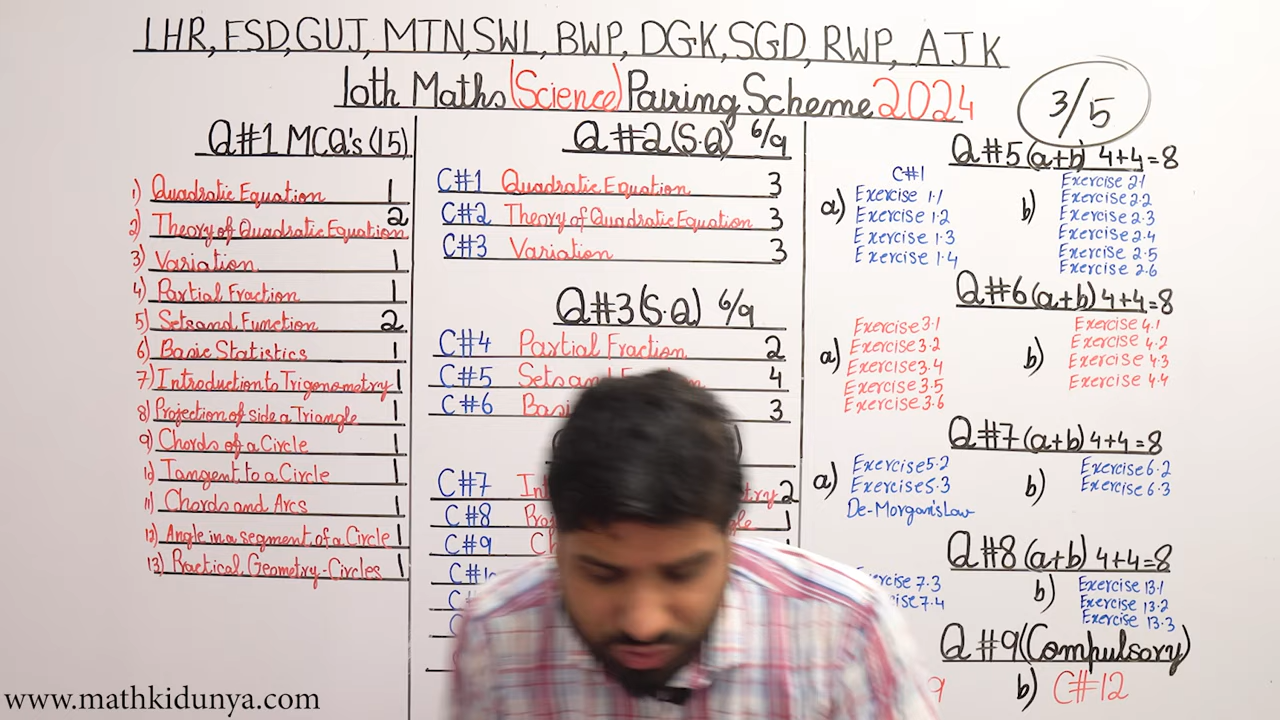 LHR, FSD, GUJ, MTN, SWL, BWP, DGK, SGD, RWP, AJK
10th Maths (Science) Pairing Scheme 2024
3/5
Q#1 MCQ's (15)
1) Quadratic Equation 1
2) Theory of Quadratic Equation 2
3) Variation 1
4) Partial Fraction 1
5) Sets and Function 2
6) Basic Statistics 1
7) Introduction to Trigonometry 1
8) Projection of side a Triangle 1
9) Chords of a Circle 1
10) Tangent to a Circle 1
11) Chords and Arcs 1
12) Angle in a segment of a Circle 1
13) Practical Geometry-Circles 1
Q#2 (S.Q) 6/9
C#1 Quadratic Equation 3
C#2 Theory of Quadratic Equation 3
C#3 Variation 3
Q#3 (S.Q) 6/9
C#4 Partial Fraction 2
C#5 Sets and 4
C#6 3
C#7 2
C#8 1
C#9
Q#5 (a+b) 4+4=8
C#1
a) Exercise 1.1
Exercise 1.2
Exercise 1.3
Exercise 1.4
b) Exercise 2.1
Exercise 2.2
Exercise 2.3
Exercise 2.4
Exercise 2.5
Exercise 2.6
Q#6 (a+b) 4+4=8
a) Exercise 3.1
Exercise 3.2
Exercise 3.4
Exercise 3.5
Exercise 3.6
b) Exercise 4.1
Exercise 4.2
Exercise 4.3
Exercise 4.4
Q#7 (a+b) 4+4=8
a) Exercise 5.2
Exercise 5.3
De-Morgan's Law
b) Exercise 6.2
Exercise 6.3
Q#8 (a+b) 4+4=8
7.3
7.4
b) Exercise 13.1
Exercise 13.2
Exercise 13.3
Q#9 (Compulsory)
9 b) C#12
www.mathkidunya.com